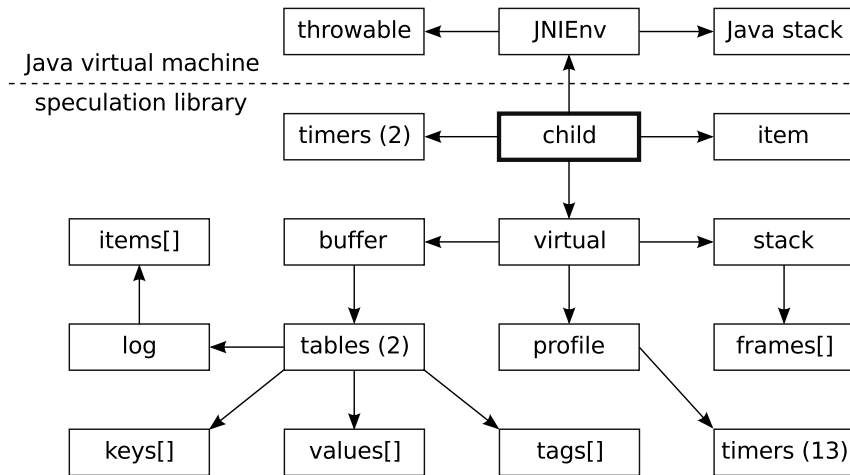 throwable
JNIEnv
Java stack
Java virtual machine
speculation library
timers (2)
child
item
items[]
buffer
virtual
stack
log
tables (2)
profile
frames[]
keys[]
values[]
tags[]
timers (13)